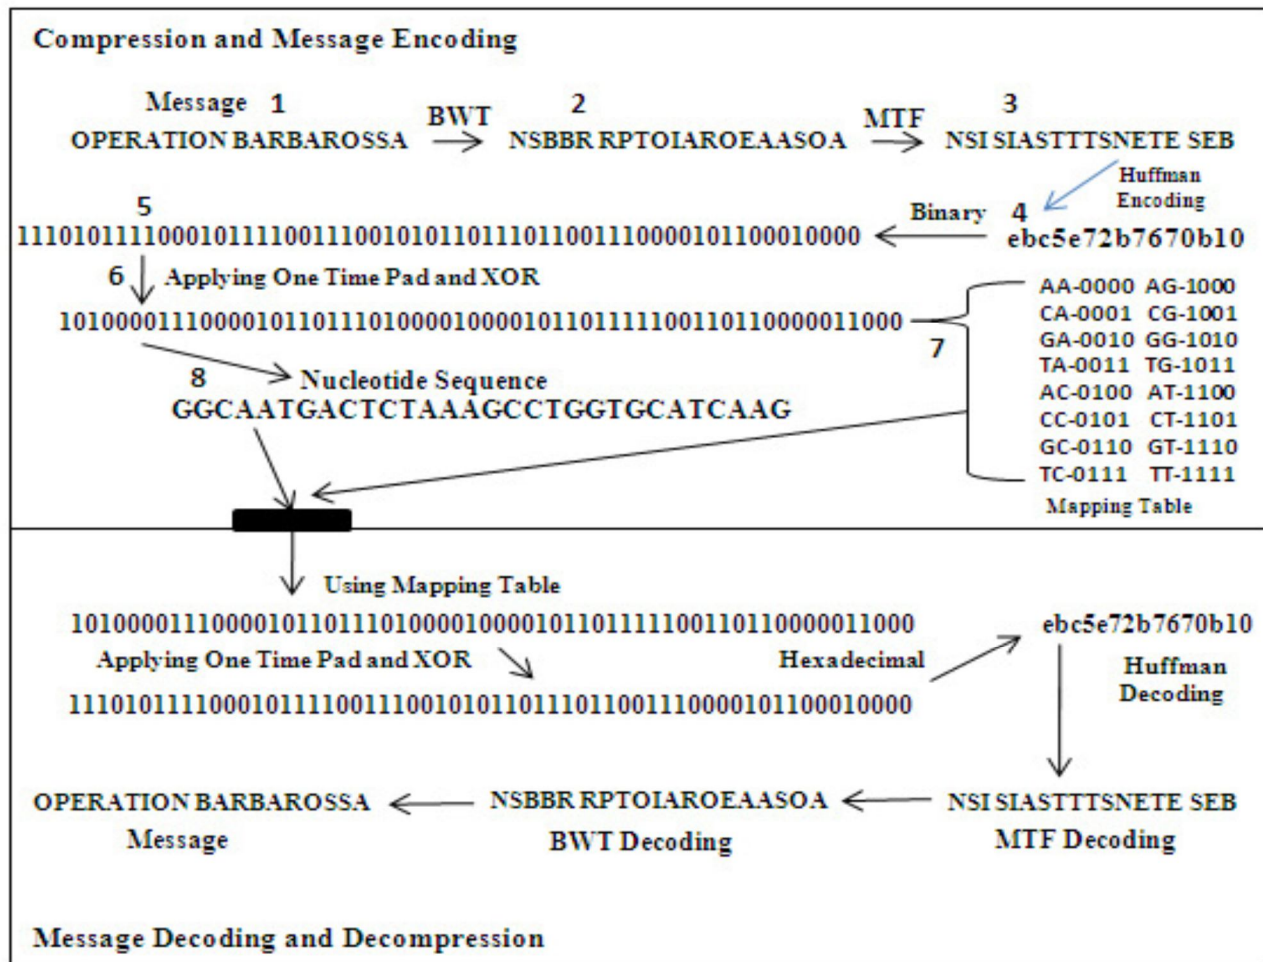 Compression and Message Encoding
Message 1 2 3
OPERATION BARBAROSSA BWT NSBBR RPTOIAROEAASOA MTF NSI SIASTTTSNETE SEB
Huffman
Encoding
5 Binary 4
111010111100010111100111001010110111011001110000101100010000 ebc5e72b7670b10
6 Applying One Time Pad and XOR
101000011100001011011101000010000101101111100110110000011000
7
AA-0000 AG-1000
CA-0001 CG-1001
GA-0010 GG-1010
TA-0011 TG-1011
AC-0100 AT-1100
CC-0101 CT-1101
GC-0110 GT-1110
TC-0111 TT-1111
Mapping Table
8 Nucleotide Sequence
GGCAATGACTCTAAAGCCTGGTGCATCAAG
Using Mapping Table
101000011100001011011101000010000101101111100110110000011000 ebc5e72b7670b10
Applying One Time Pad and XOR Hexadecimal Huffman
Decoding
111010111100010111100111001010110111011001110000101100010000
OPERATION BARBAROSSA NSBBR RPTOIAROEAASOA NSI SIASTTTSNETE SEB
Message BWT Decoding MTF Decoding
Message Decoding and Decompression